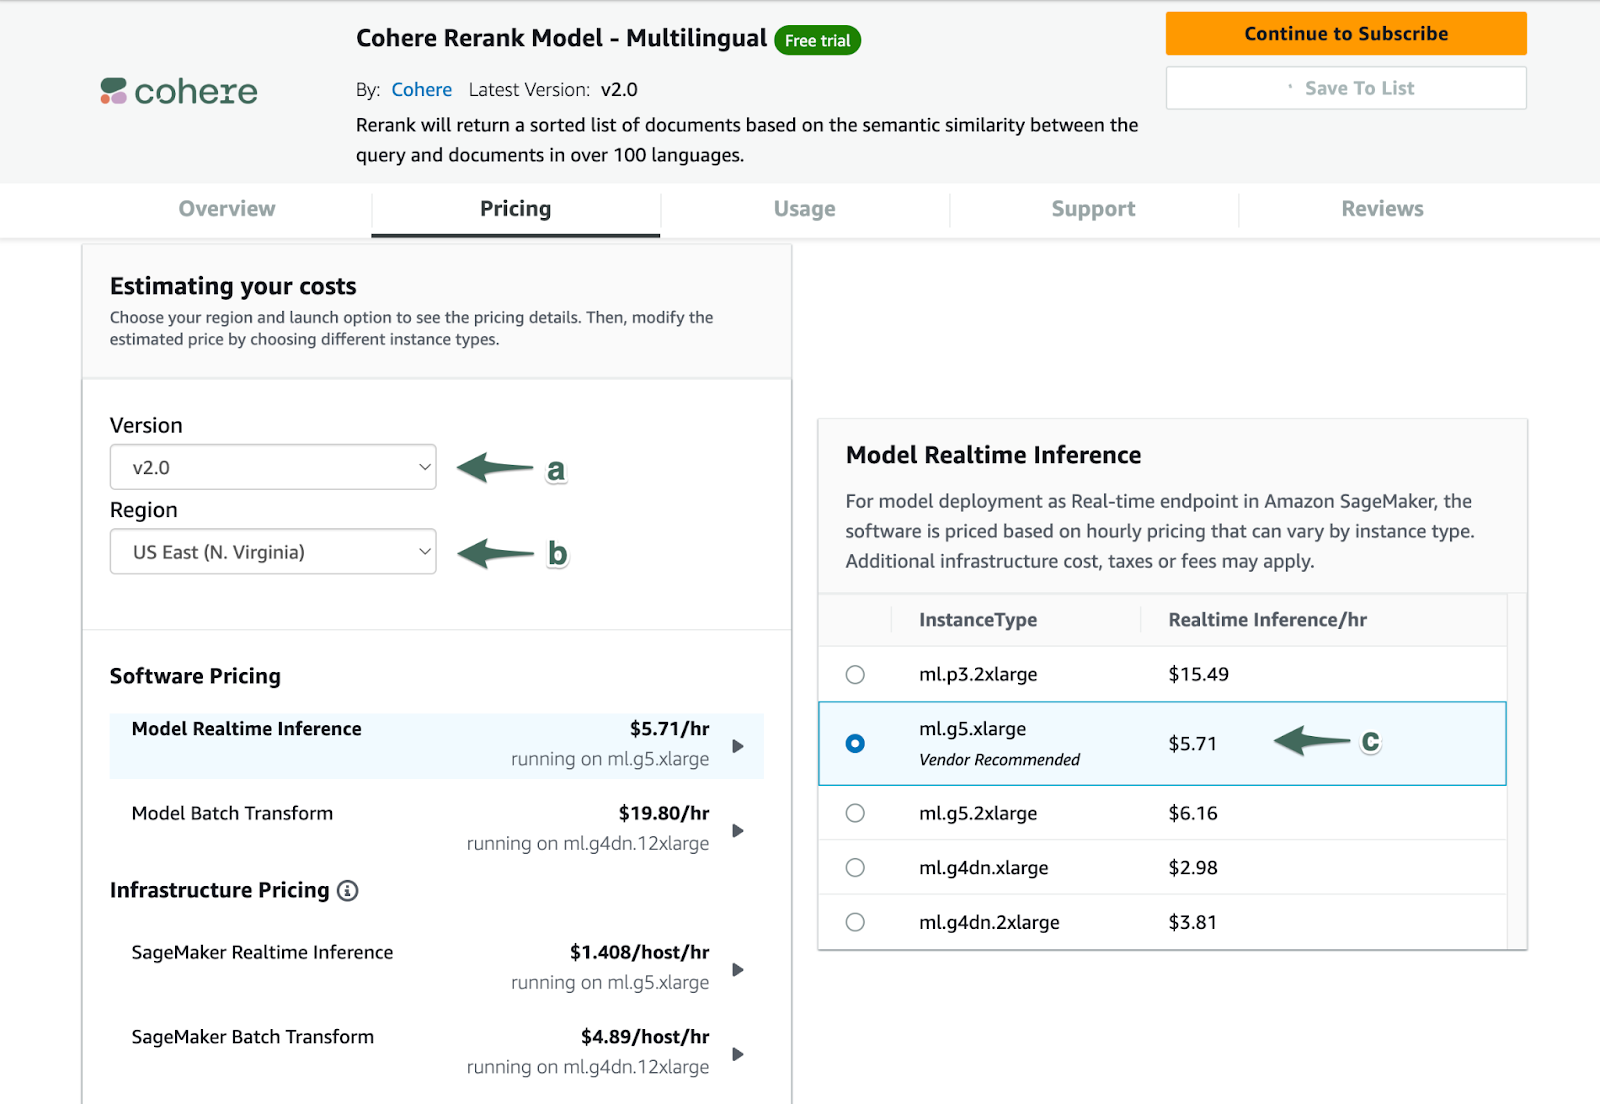 cohere
Cohere Rerank Model - Multilingual Free trial
By: Cohere Latest Version: v2.0
Rerank will return a sorted list of documents based on the semantic similarity between the
query and documents in over 100 languages.
Continue to Subscribe
Save To List
Overview
Pricing
Usage
Support
Reviews
Estimating your costs
Choose your region and launch option to see the pricing details. Then, modify the
estimated price by choosing different instance types.
Version
v2.0
a
Region
US East (N. Virginia)
b
Software Pricing
Model Realtime Inference $5.71/hr
running on ml.g5.xlarge
Model Batch Transform $19.80/hr
running on ml.g4dn.12xlarge
Infrastructure Pricing
SageMaker Realtime Inference $1.408/host/hr
running on ml.g5.xlarge
SageMaker Batch Transform $4.89/host/hr
running on ml.g4dn.12xlarge
Model Realtime Inference
For model deployment as Real-time endpoint in Amazon SageMaker, the
software is priced based on hourly pricing that can vary by instance type.
Additional infrastructure cost, taxes or fees may apply.
InstanceType Realtime Inference/hr
ml.p3.2xlarge $15.49
ml.g5.xlarge
Vendor Recommended
$5.71
c
ml.g5.2xlarge $6.16
ml.g4dn.xlarge $2.98
ml.g4dn.2xlarge $3.81